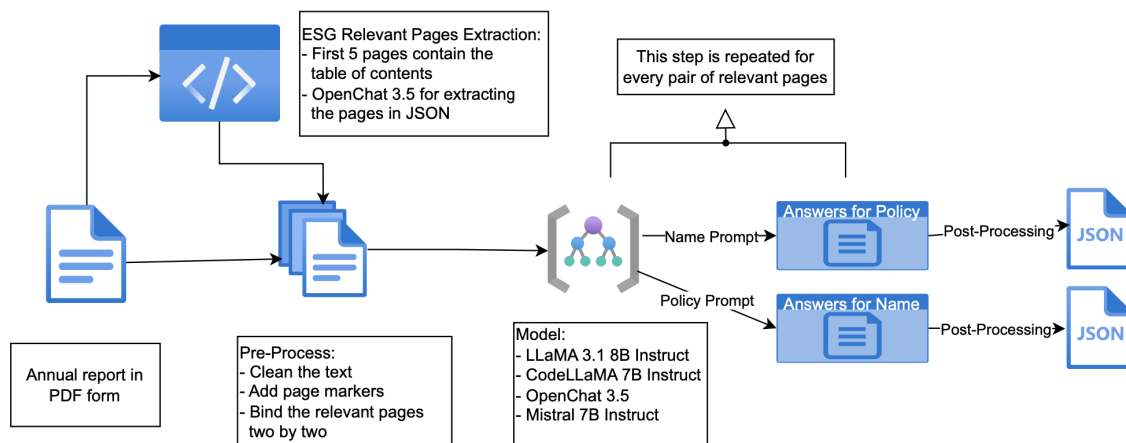 ESG Relevant Pages Extraction:
- First 5 pages contain the
table of contents
- OpenChat 3.5 for extracting
the pages in JSON
This step is repeated for
every pair of relevant pages
Answers for Policy
Name Prompt
Post-Processing
JSON
Policy Prompt
Answers for Name
Post-Processing
JSON
Annual report in
PDF form
Pre-Process:
- Clean the text
- Add page markers
- Bind the relevant pages
two by two
Model:
- LLaMA 3.1 8B Instruct
- CodeLLaMA 7B Instruct
- OpenChat 3.5
- Mistral 7B Instruct